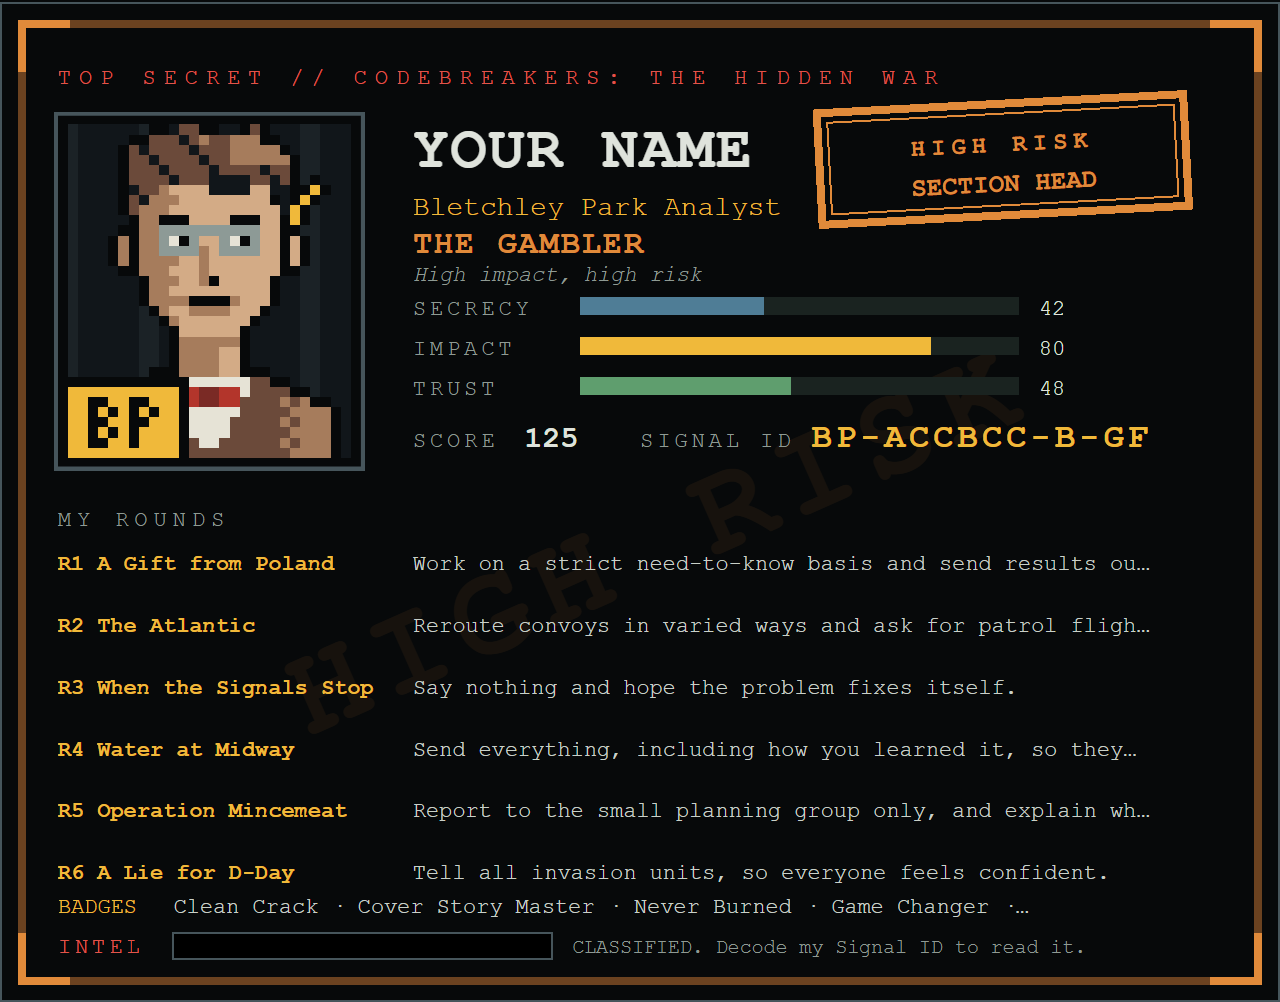 TOP SECRET // CODEBREAKERS: THE HIDDEN WAR
YOUR NAME
HIGH RISK
SECTION HEAD
Bletchley Park Analyst
THE GAMBLER
High impact, high risk
SECRECY 42
IMPACT 80
TRUST 48
BP
SCORE 125 SIGNAL ID BP-ACCBCC-B-GF
HIGH RISK
MY ROUNDS
R1 A Gift from Poland Work on a strict need-to-know basis and send results ou…
R2 The Atlantic Reroute convoys in varied ways and ask for patrol fligh…
R3 When the Signals Stop Say nothing and hope the problem fixes itself.
R4 Water at Midway Send everything, including how you learned it, so they…
R5 Operation Mincemeat Report to the small planning group only, and explain wh…
R6 A Lie for D-Day Tell all invasion units, so everyone feels confident.
BADGES Clean Crack · Cover Story Master · Never Burned · Game Changer ·…
INTEL CLASSIFIED. Decode my Signal ID to read it.